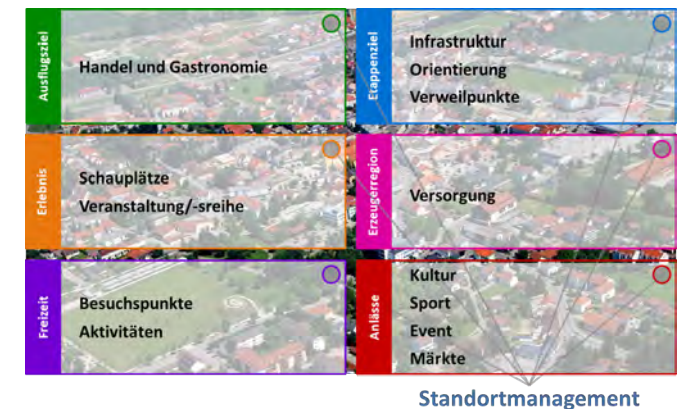 Ausflugsziel
Handel und Gastronomie
Etappenziel
Infrastruktur
Orientierung
Verweilpunkte
Erlebnis
Schauplätze
Veranstaltung/-sreihe
Erzeugerregion
Versorgung
Freizeit
Besuchspunkte
Aktivitäten
Anlässe
Kultur
Sport
Event
Märkte
Standortmanagement